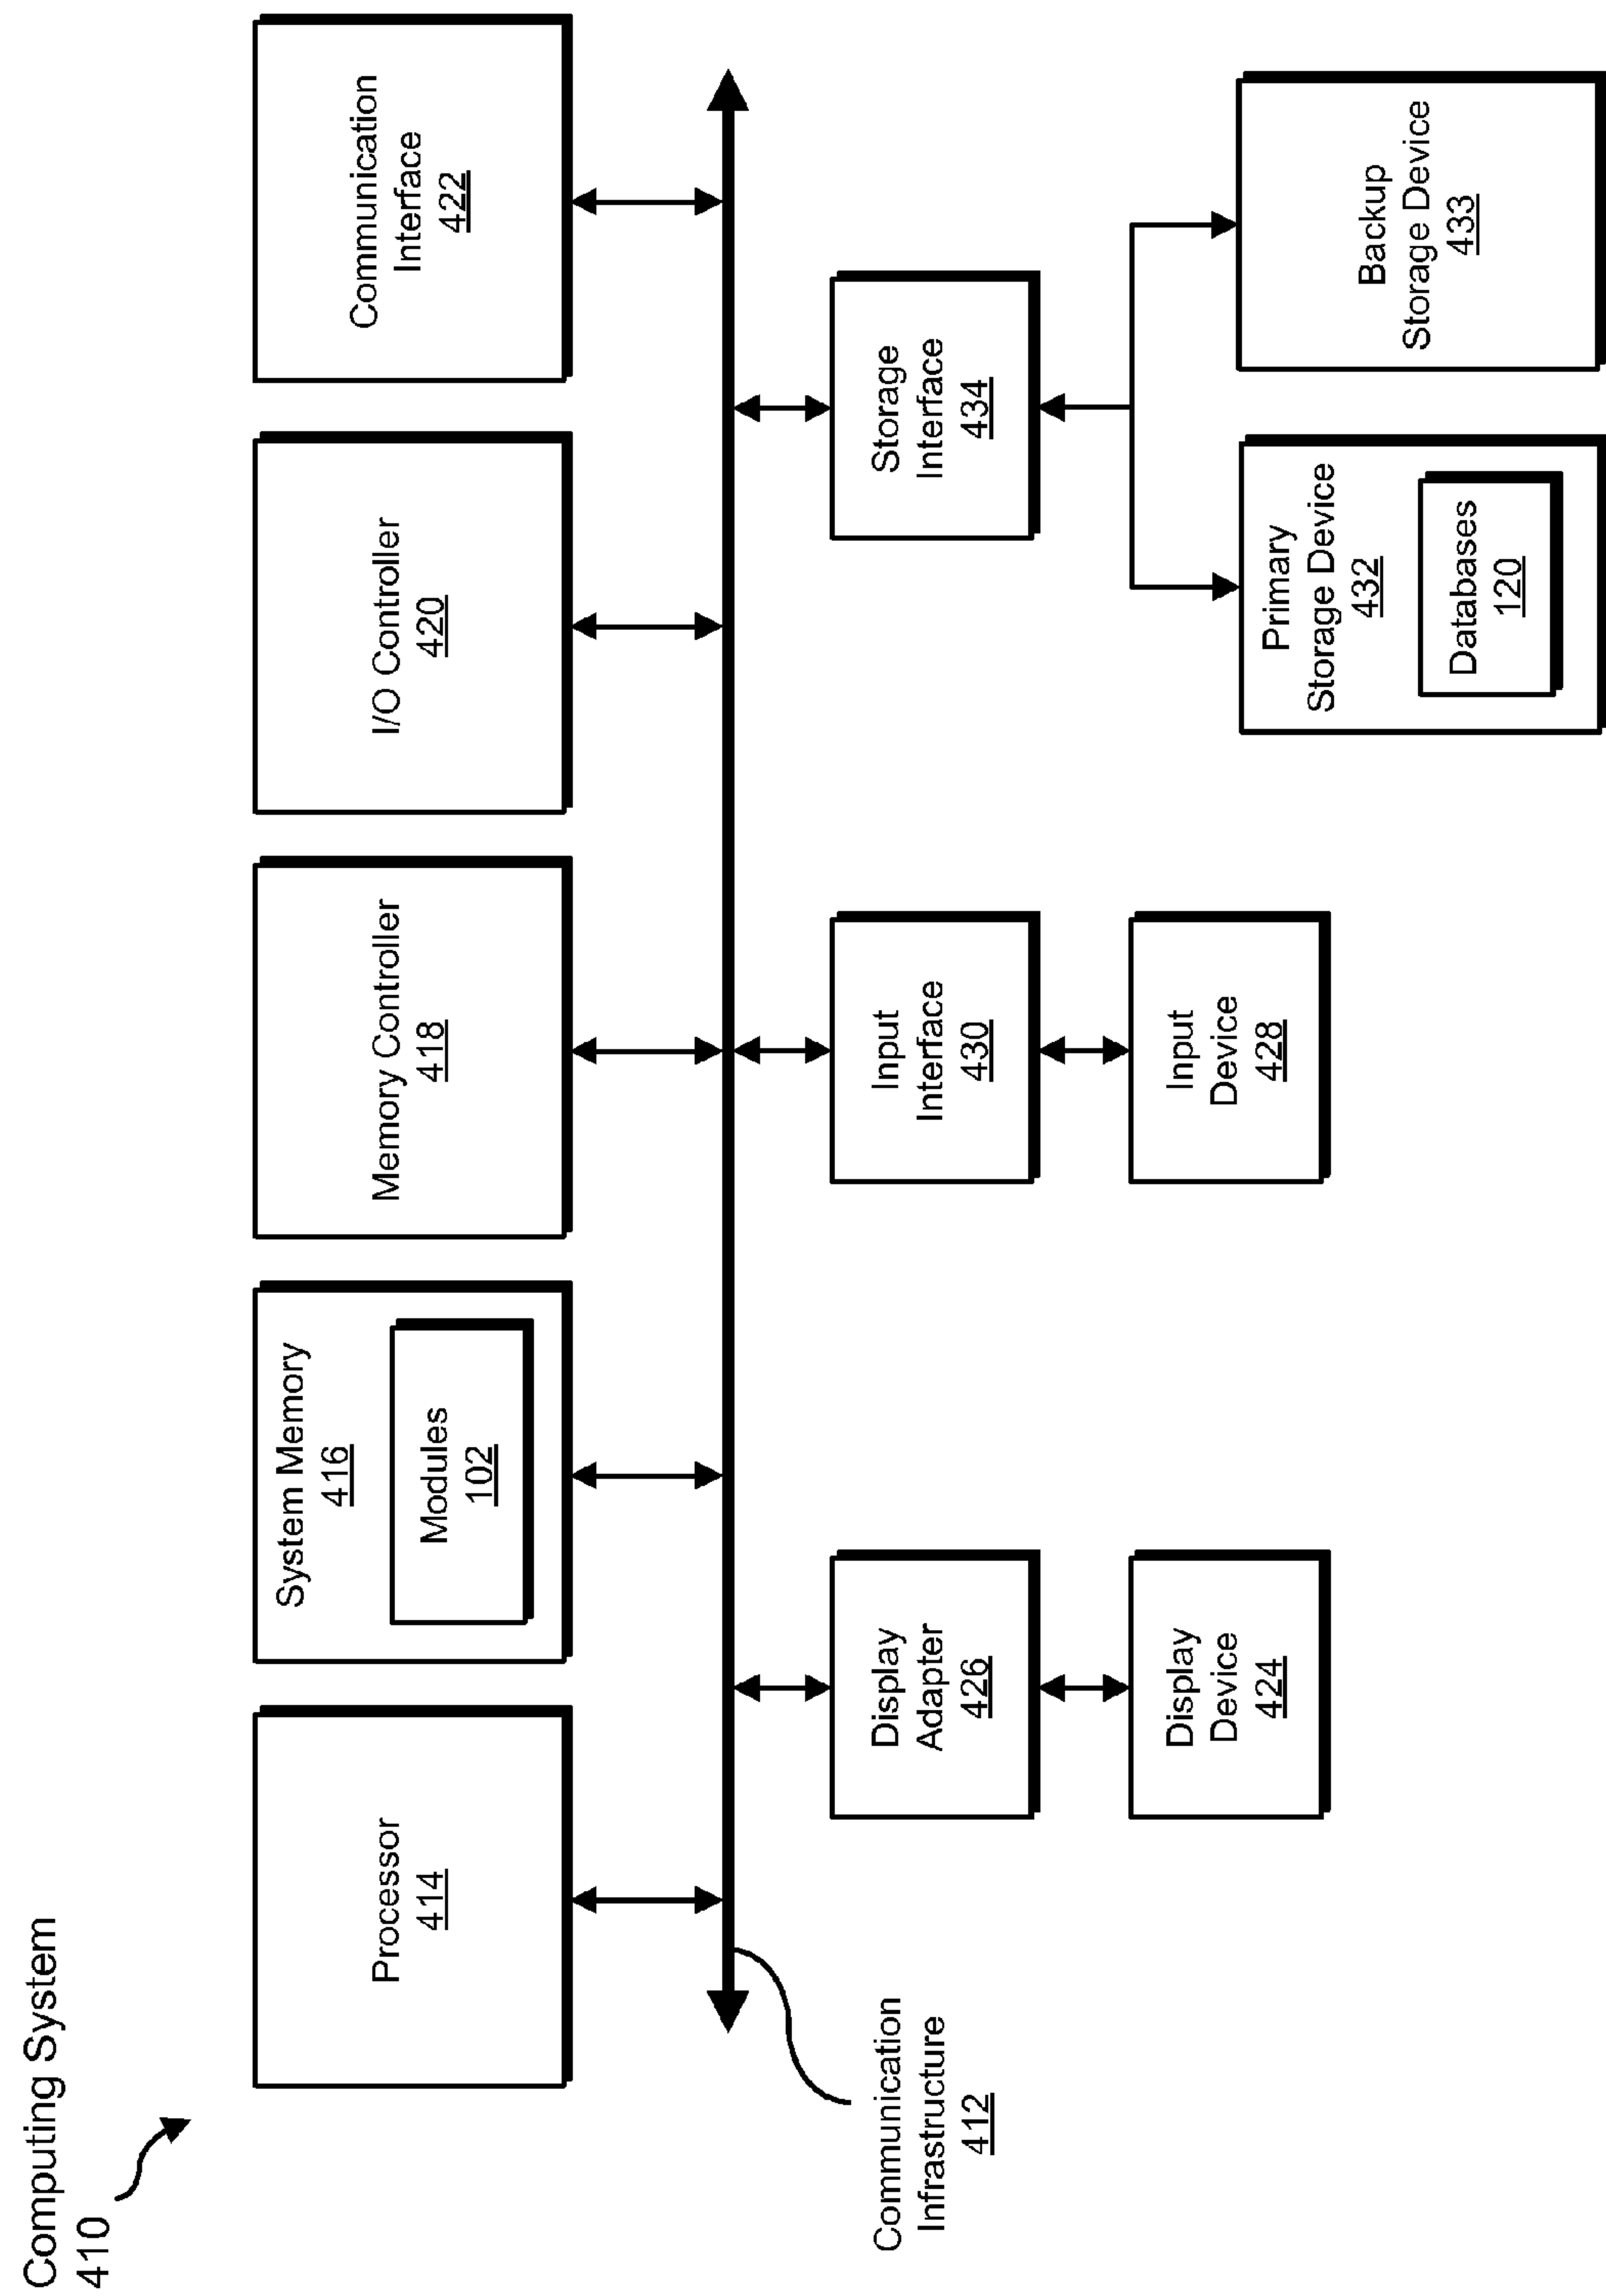 Computing System
410
Processor
414
System Memory
416
Modules
102
Memory Controller
418
I/O Controller
420
Communication
Interface
422
Communication
Infrastructure
412
Display
Adapter
426
Display
Device
424
Input
Interface
430
Input
Device
428
Storage
Interface
434
Primary
Storage Device
432
Databases
120
Backup
Storage Device
433